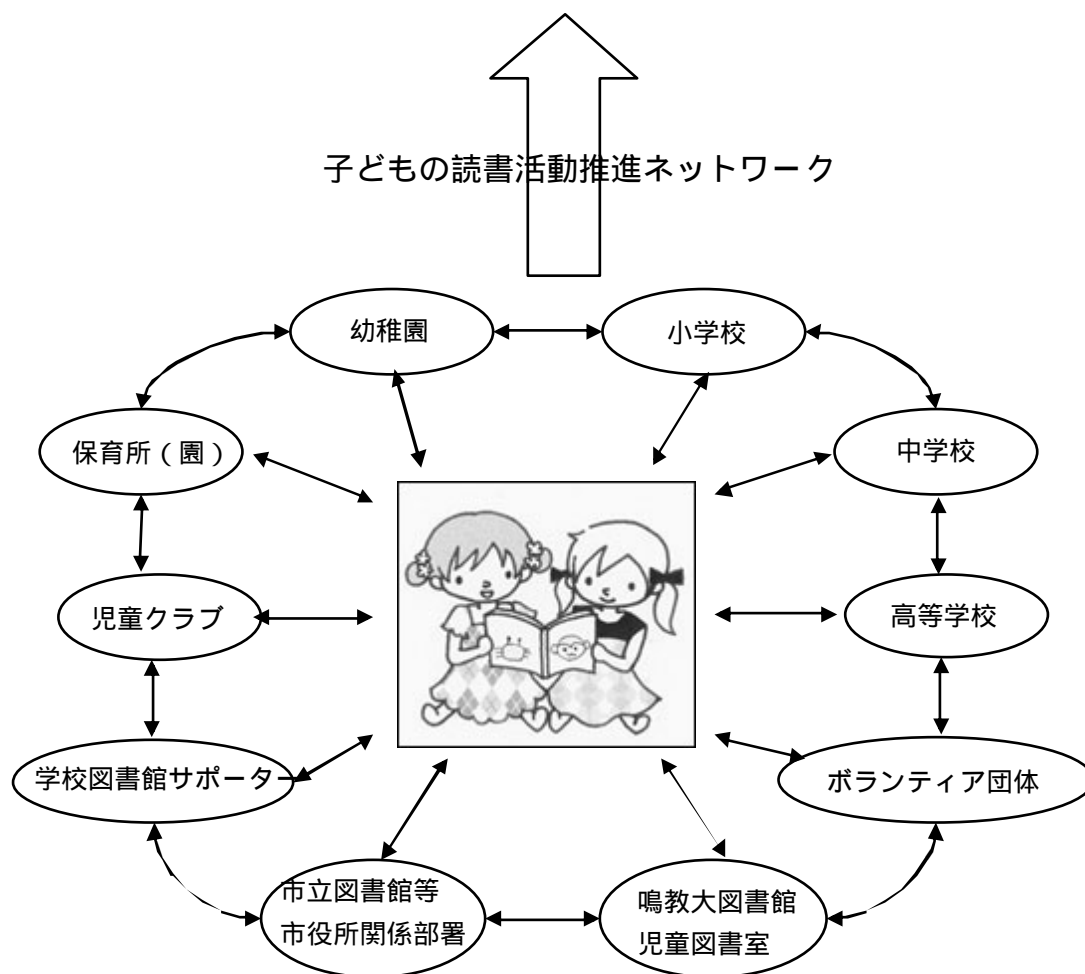 子どもの読書活動推進ネットワーク
幼稚園
小学校
保育所（園）
中学校
児童クラブ
高等学校
学校図書館サポーター
ボランティア団体
市立図書館等
市役所関係部署
鳴教大図書館
児童図書室